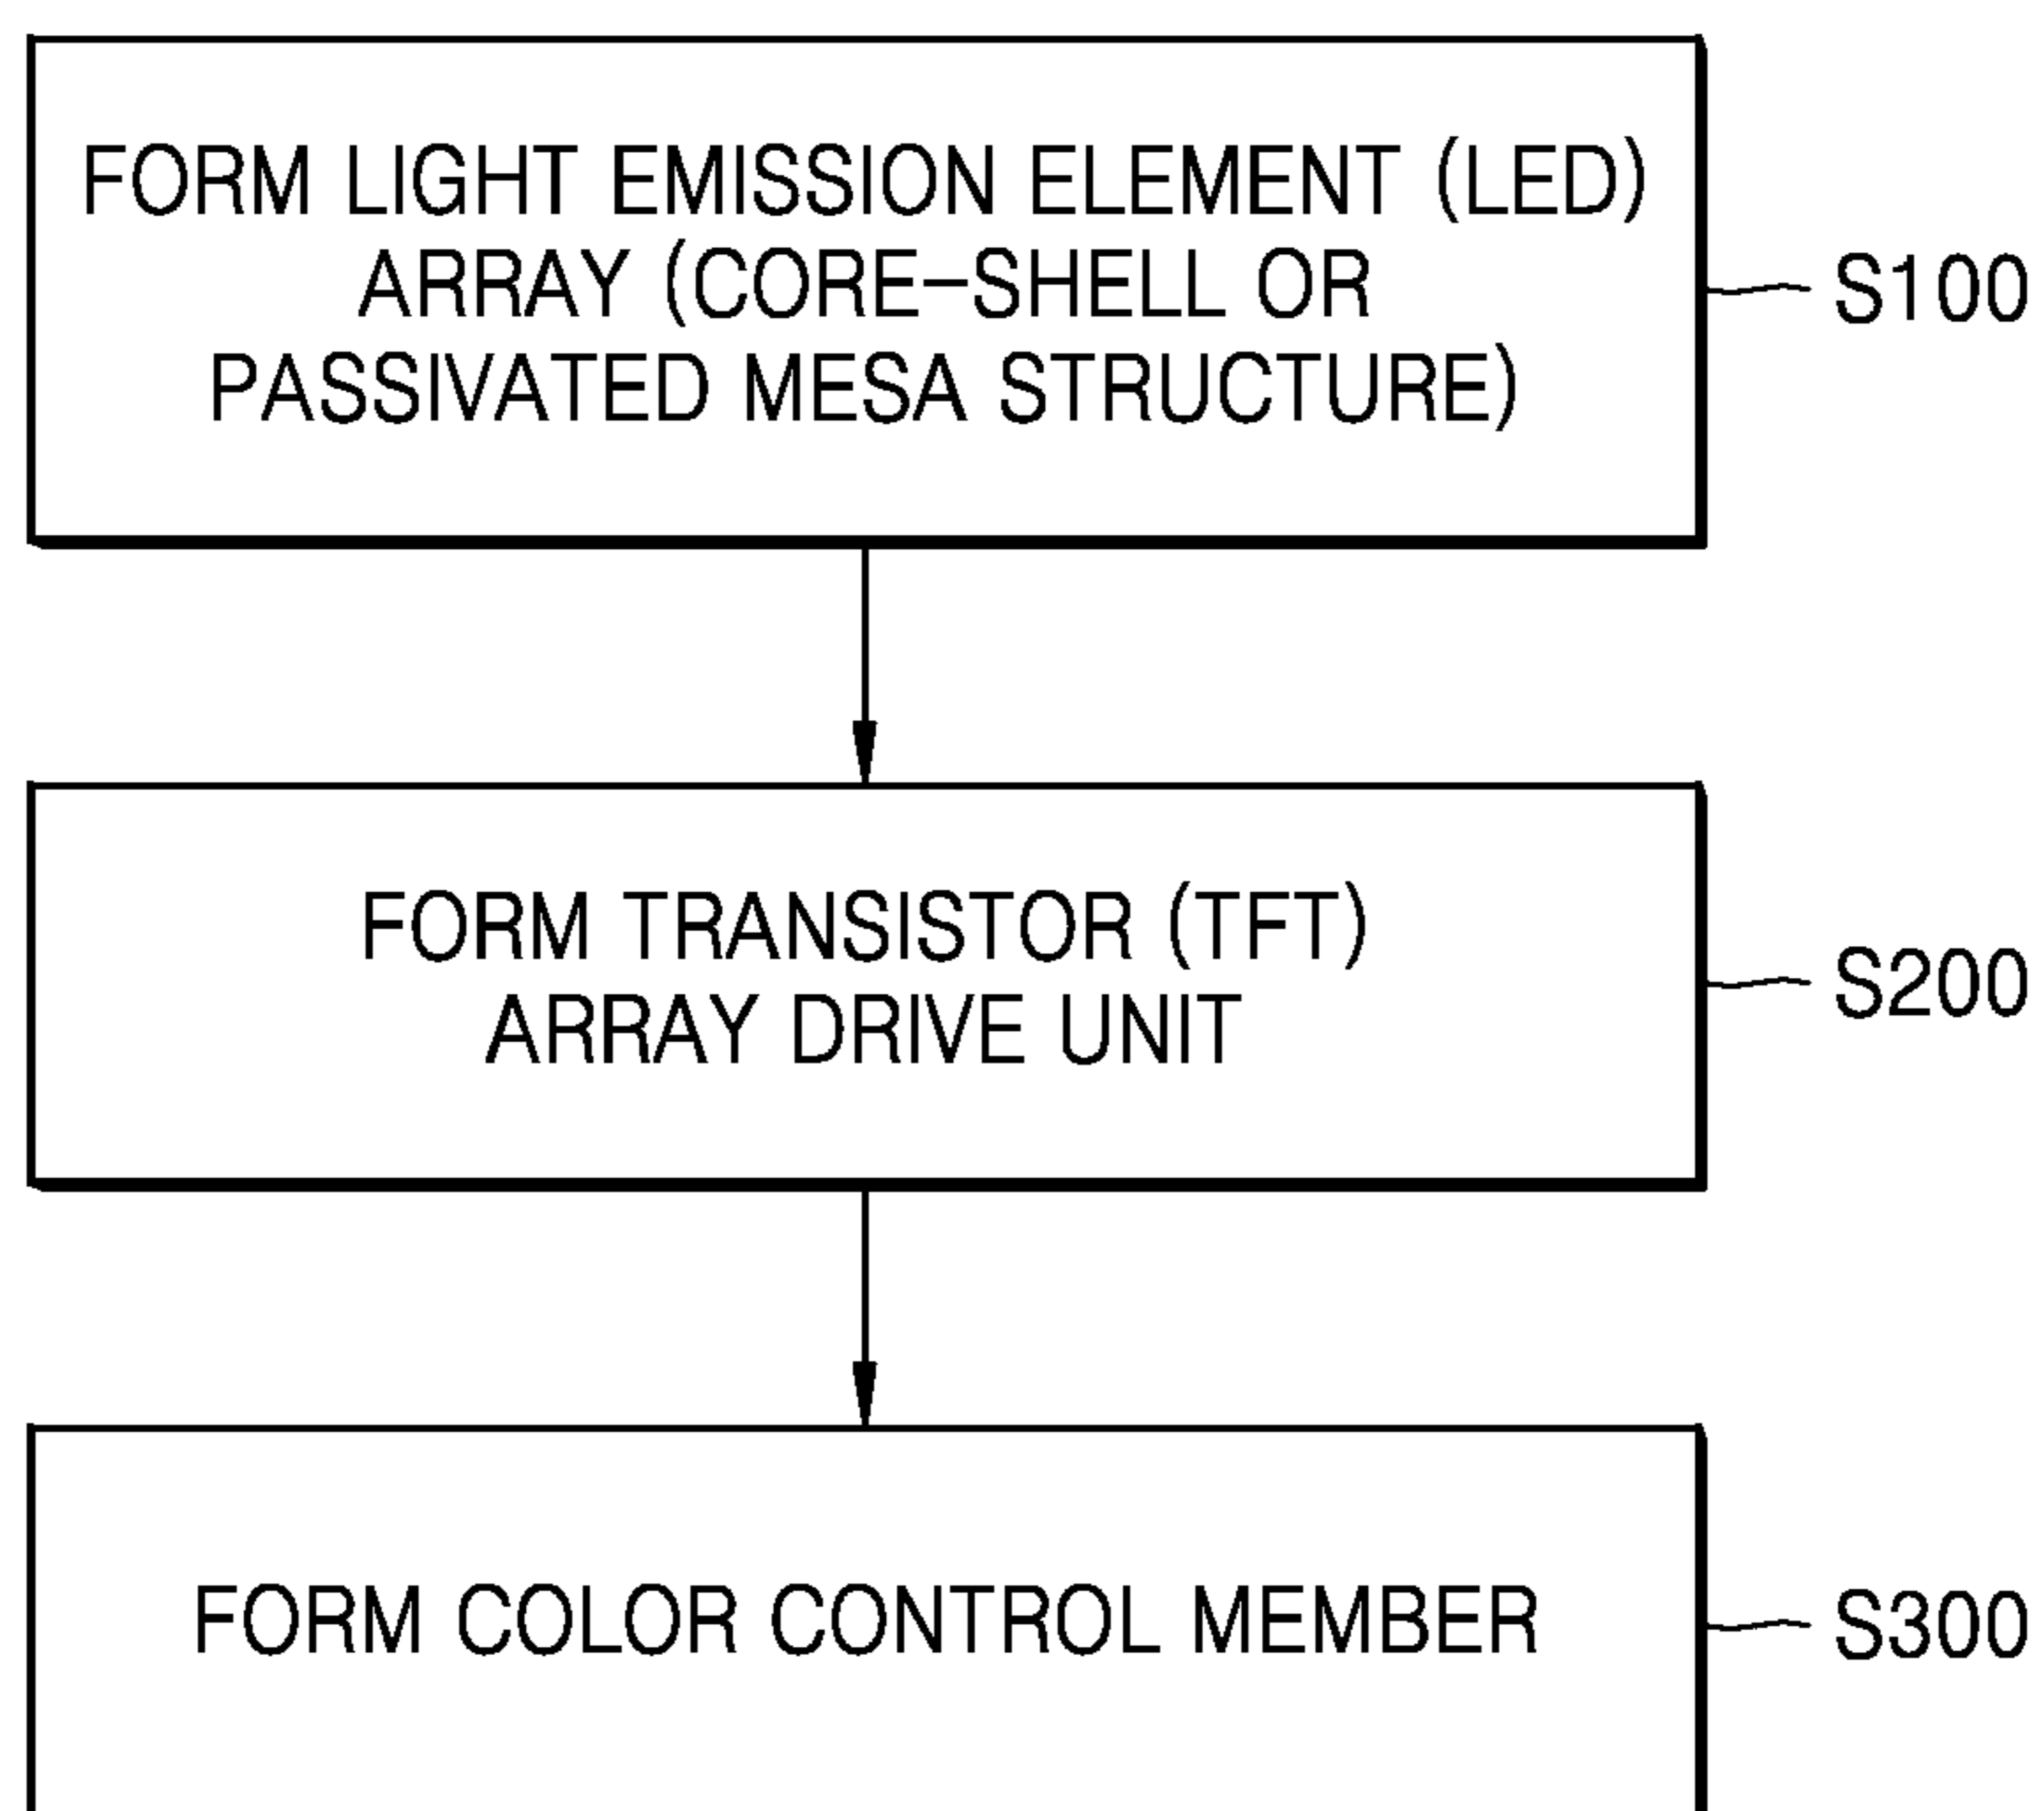 FORM LIGHT EMISSION ELEMENT (LED)
ARRAY (CORE-SHELL OR
PASSIVATED MESA STRUCTURE)
S100
FORM TRANSISTOR (TFT)
ARRAY DRIVE UNIT
S200
FORM COLOR CONTROL MEMBER
S300